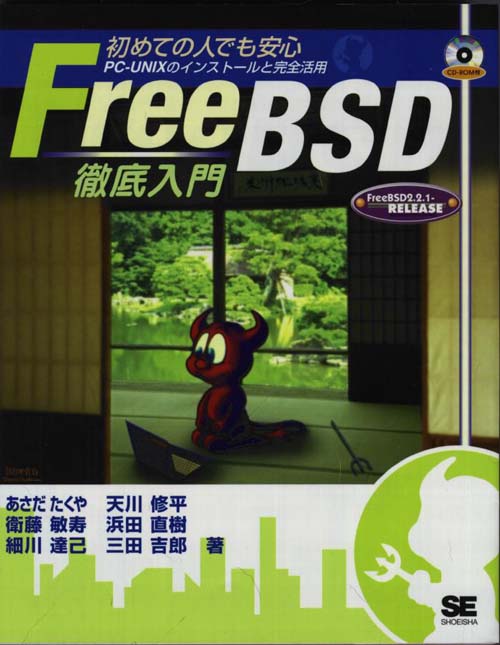 初めての人でも安心
PC-UNIXのインストールと完全活用
FreeBSD
徹底入門
CD-ROM付
FreeBSD2.2.1-
RELEASE
あさだ たくや 天川 修平
衛藤 敏寿 浜田 直樹
細川 達己 三田 吉郎 著
SE
SHOEISHA